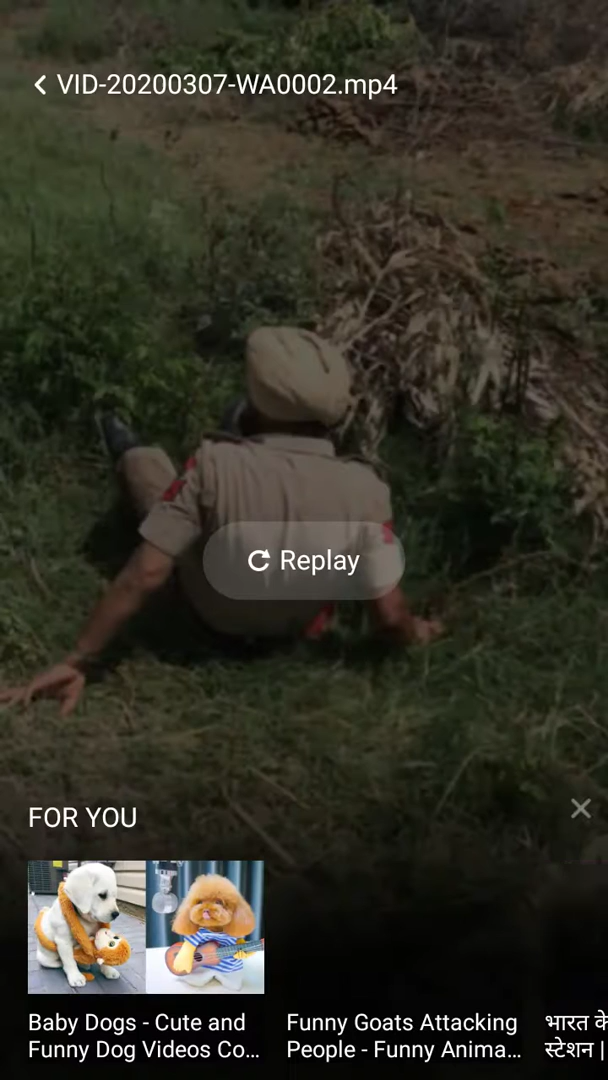 VID-20200307-WA0002.mp4
Replay
FOR YOU
Baby Dogs - Cute and
Funny Dog Videos Co...
Funny Goats Attacking
People - Funny Anima...
भारत के
स्टेशन |